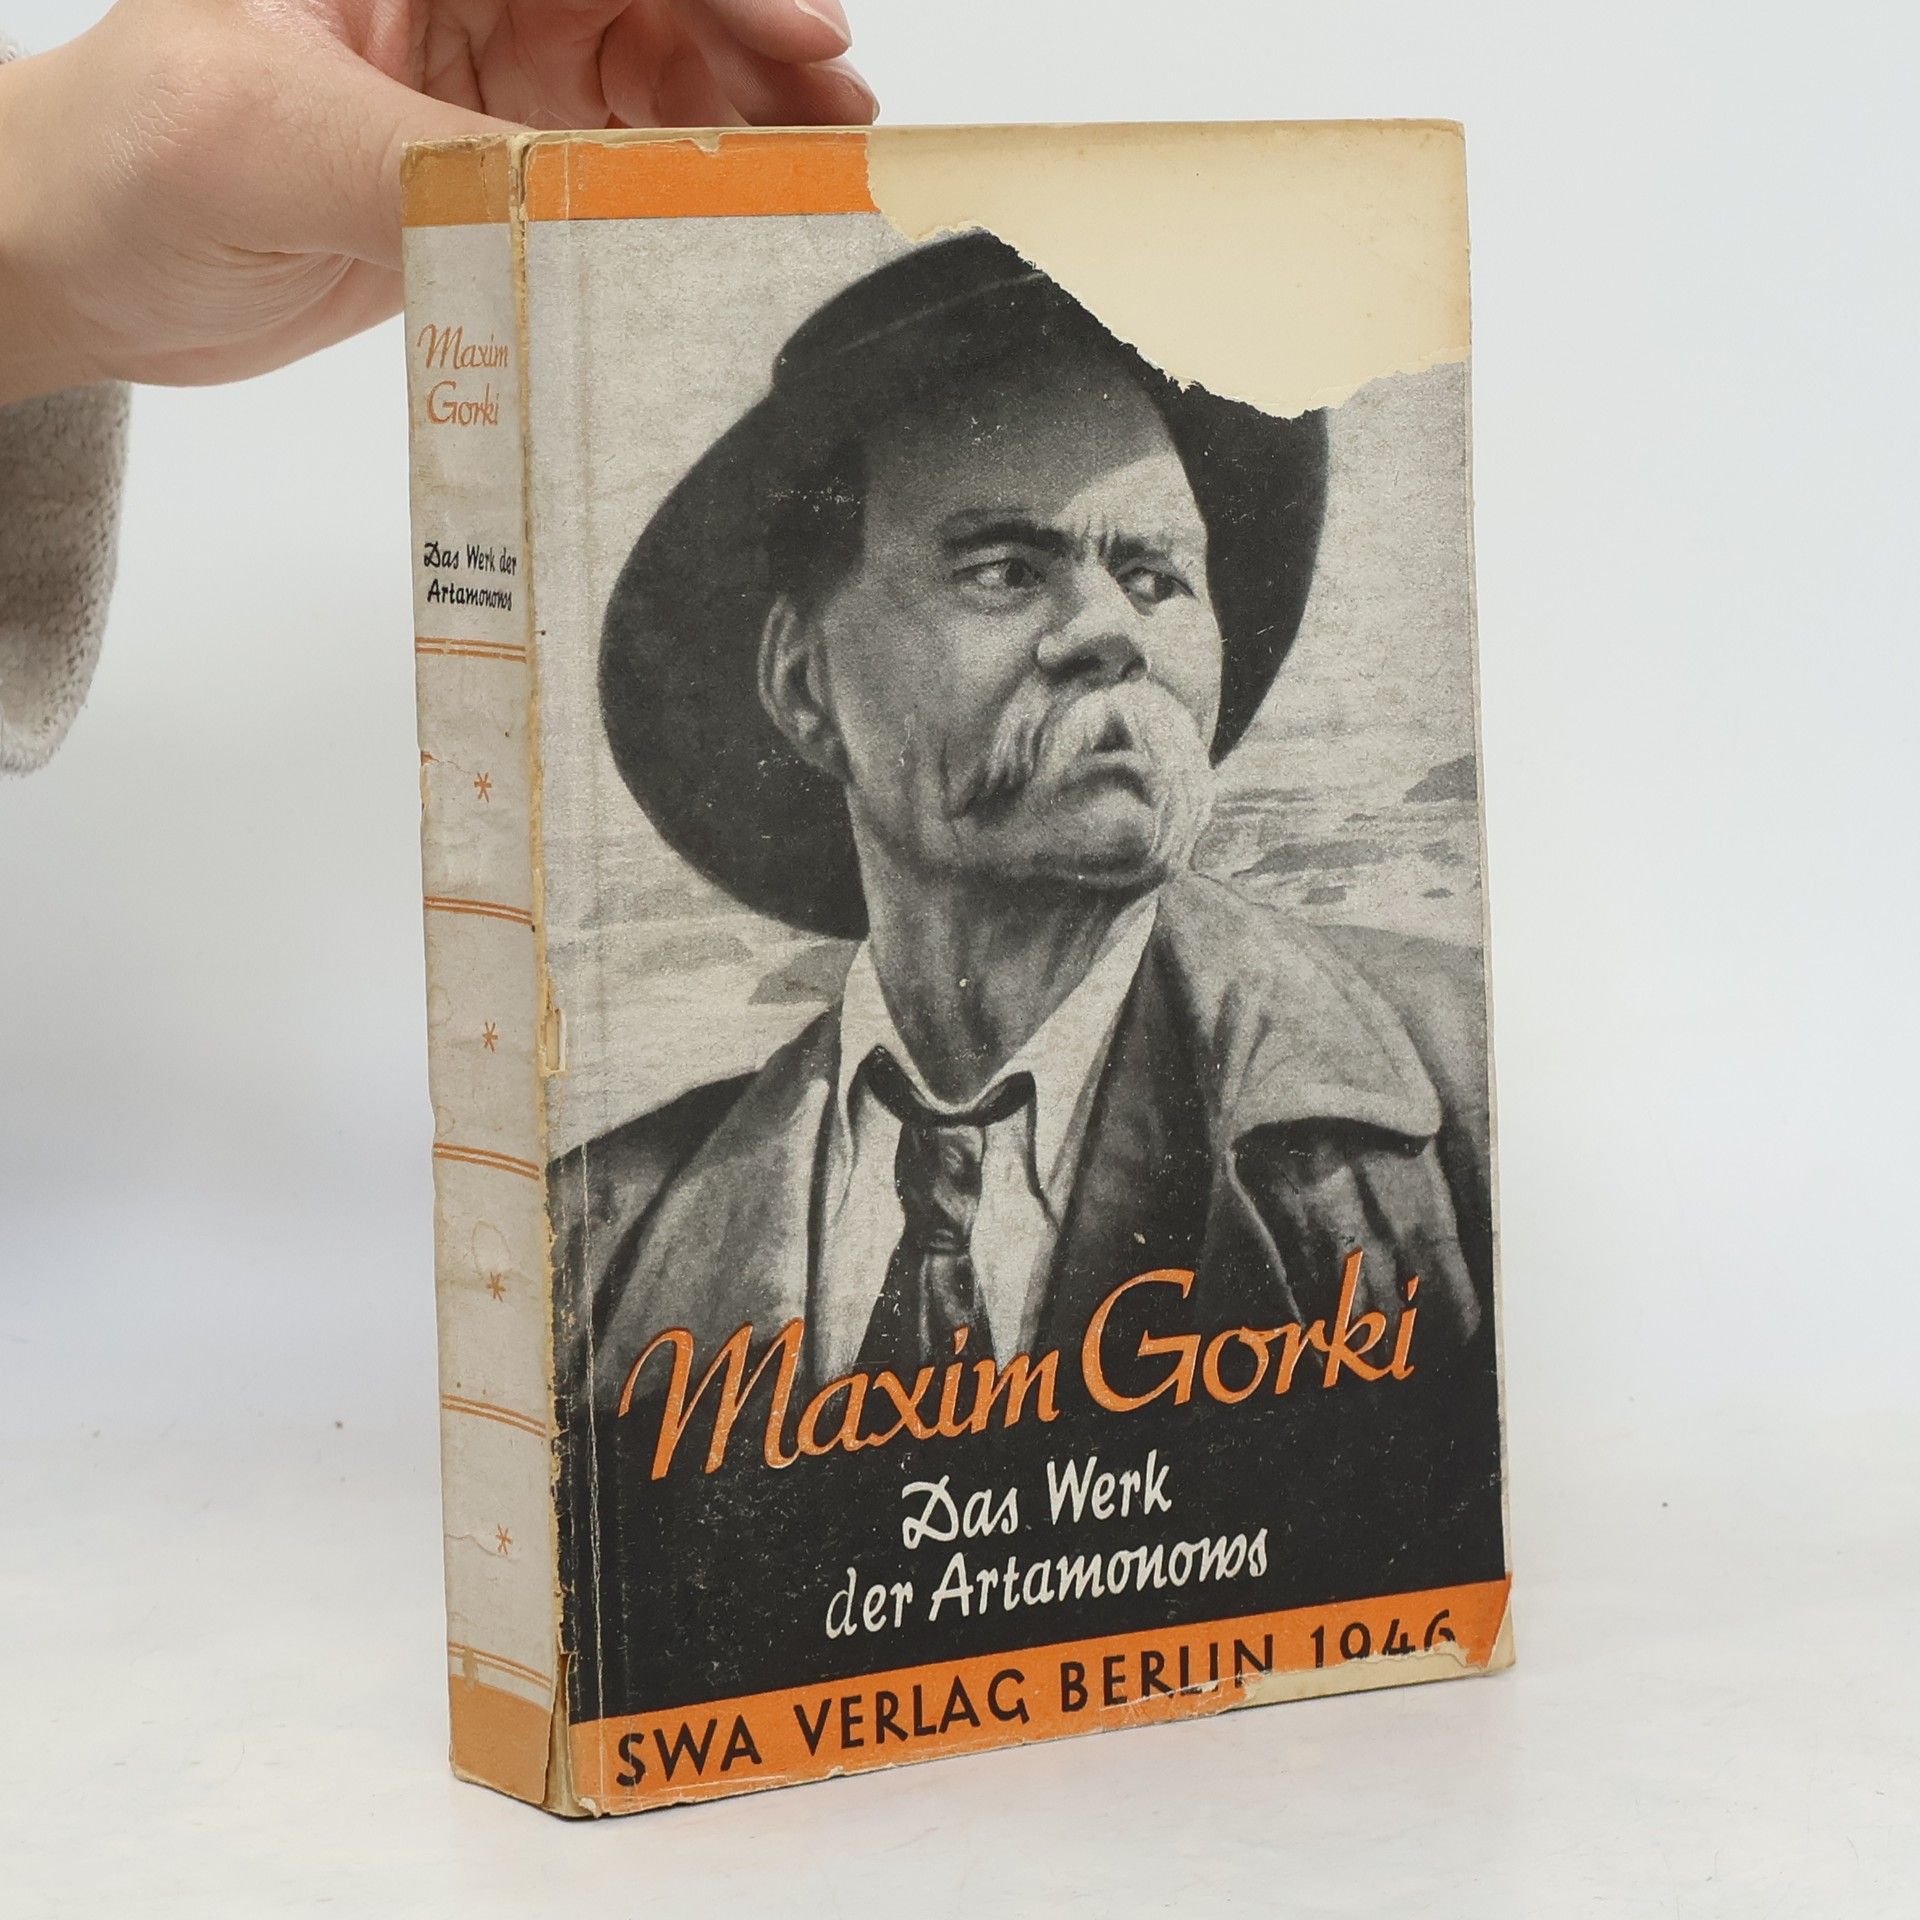 Maxim
Gorki
Das Werk der
Artamonows
Maxim Gorki
Das Werk
der Artamonows
SWA VERLAG BERLIN 1946